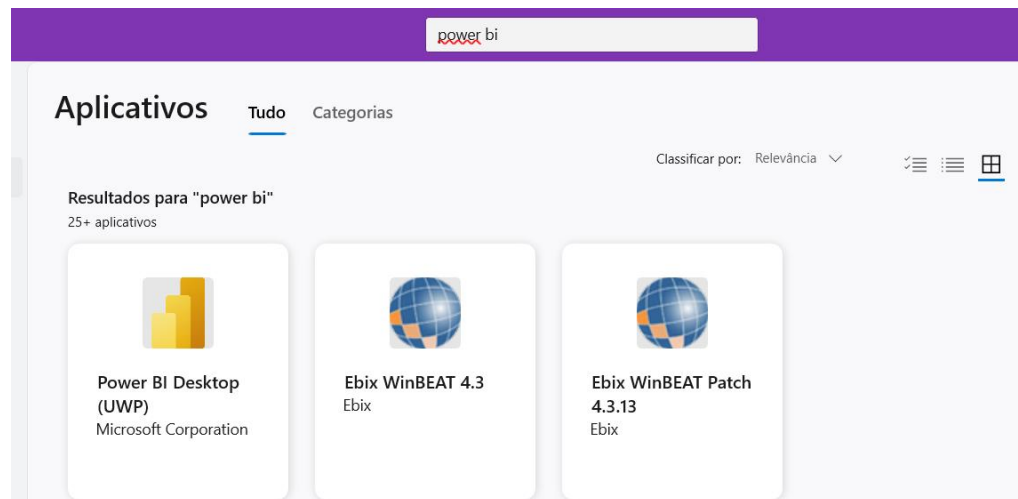 power bi
Aplicativos
Tudo
Categorias
Classificar por: Relevância
Resultados para "power bi"
25+ aplicativos
Power BI Desktop
(UWP)
Microsoft Corporation
Ebix WinBEAT 4.3
Ebix
Ebix WinBEAT Patch
4.3.13
Ebix